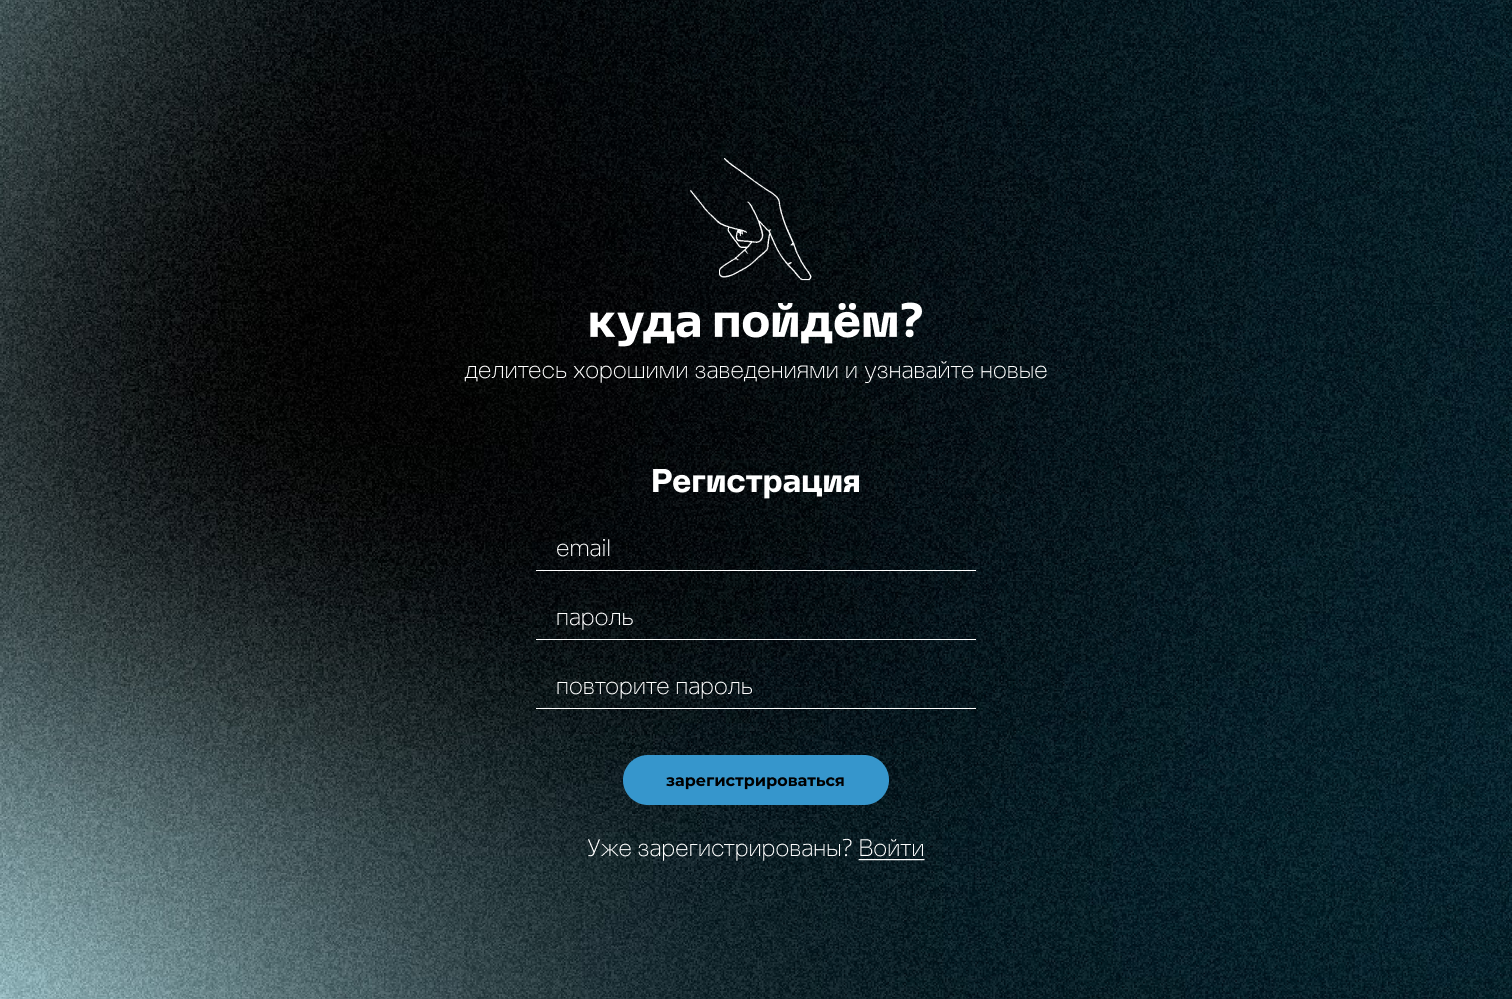 куда пойдём?
делитесь хорошими заведениями и узнавайте новые
Регистрация
email
пароль
повторите пароль
зарегистрироваться
Уже зарегистрированы? Войти